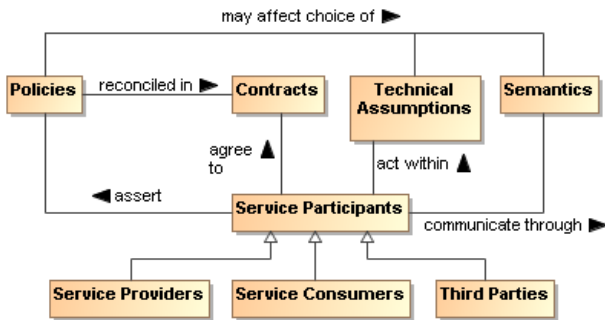 may affect choice of
Policies
reconciled in
Contracts
Technical
Assumptions
Semantics
agree
to
act within
assert
Service Participants
communicate through
Service Providers
Service Consumers
Third Parties